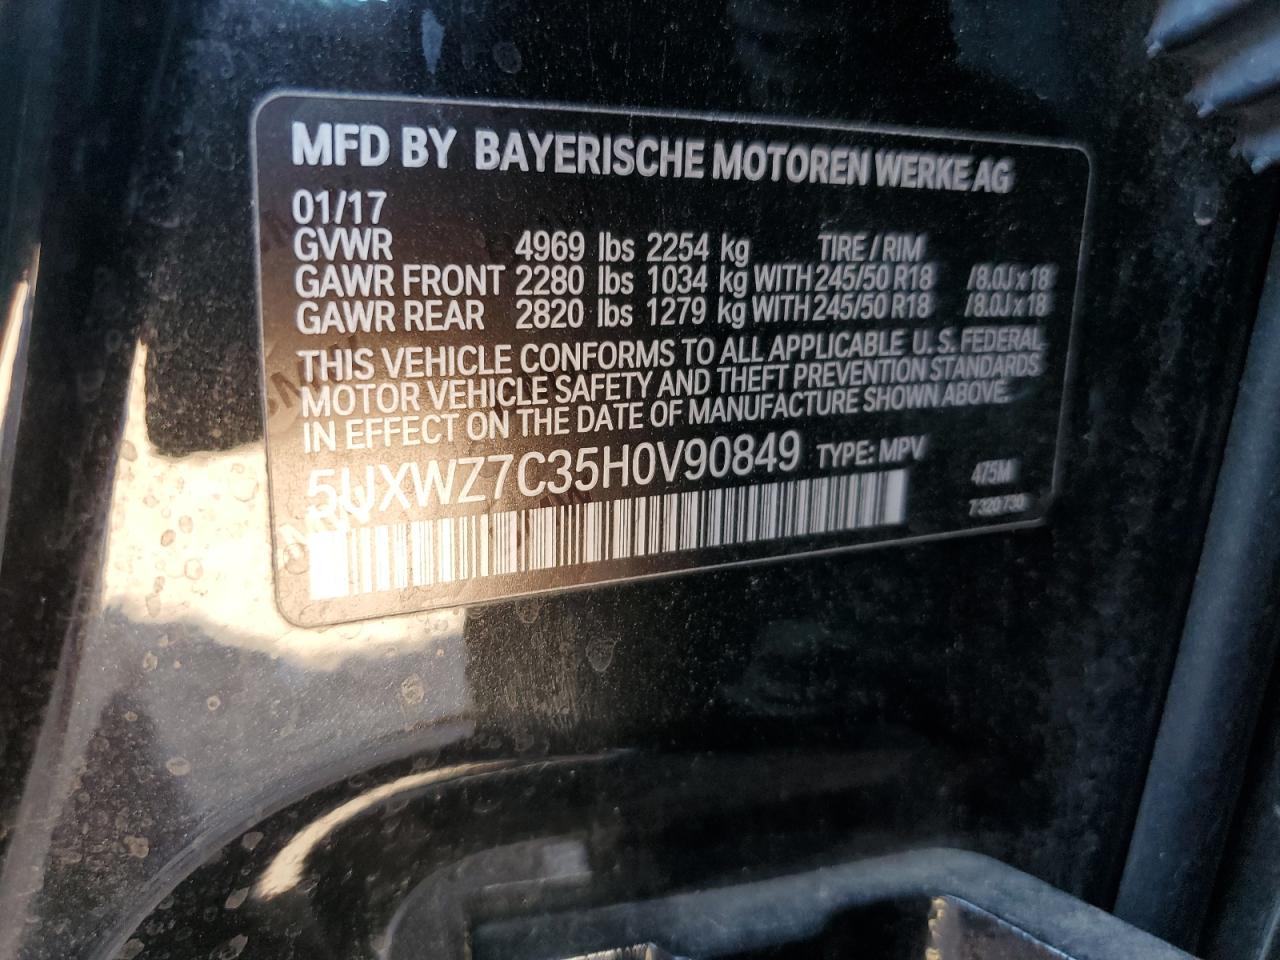 MFD BY BAYERISCHE MOTOREN WERKE AG
01/17
GVWR 4969 lbs 2254 kg TIRE / RIM
GAWR FRONT 2280 lbs 1034 kg WITH 245/50 R18 /8.0J x 18
GAWR REAR 2820 lbs 1279 kg WITH 245/50 R18 /8.0J x 18
THIS VEHICLE CONFORMS TO ALL APPLICABLE U.S. FEDERAL
MOTOR VEHICLE SAFETY AND THEFT PREVENTION STANDARDS
IN EFFECT ON THE DATE OF MANUFACTURE SHOWN ABOVE.
5UXWZ7C35H0V90849 TYPE: MPV
475M
7 320 730